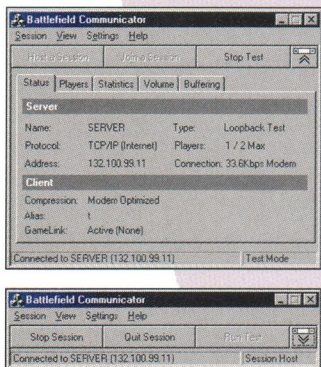 Battlefield Communicator
Session View Settings Help
Host a Session Join a Session Stop Test
Status Players Statistics Volume Buffering
Server
Name: SERVER Type: Loopback Test
Protocol: TCP/IP (Internet) Players: 1 / 2 Max
Address: 132.100.99.11 Connection: 33.6Kbps Modem
Client
Compression: Modem Optimized
Alias: t
GameLink: Active (None)
Connected to SERVER (132.100.99.11) Test Mode
Battlefield Communicator
Session View Settings Help
Stop Session Quit Session Run Test
Connected to SERVER (132.100.99.11) Session Host